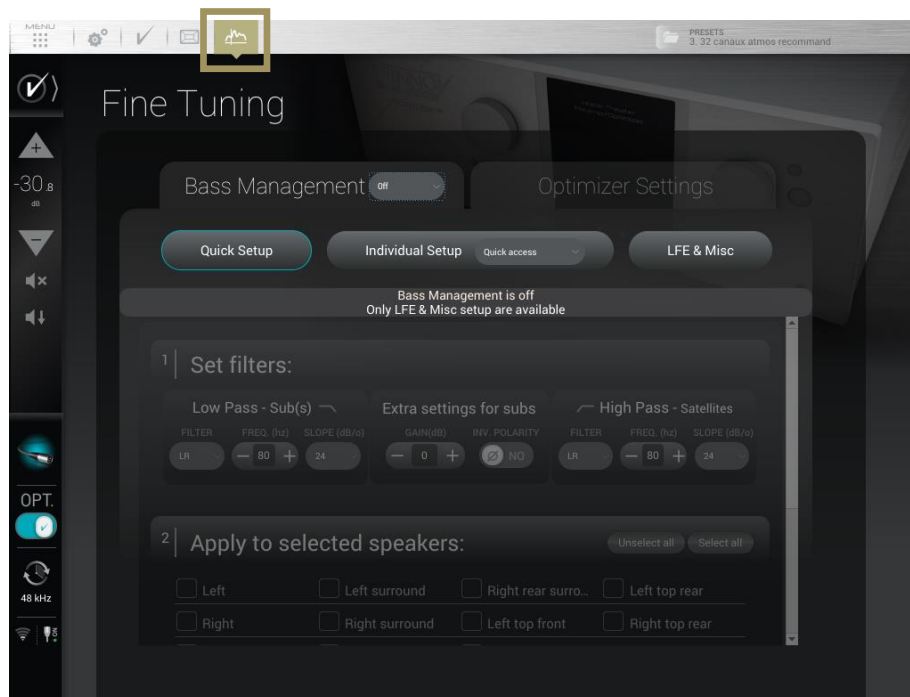 MENU
PRESETS
3. 32 canaux atmos recommand
Fine Tuning
-30.8
dB
Bass Management Off
Optimizer Settings
Quick Setup
Individual Setup Quick access
LFE & Misc
Bass Management is off
Only LFE & Misc setup are available
1 Set filters:
Low Pass - Sub(s)
Extra settings for subs
High Pass - Satellites
FILTER FREQ. (hz) SLOPE (dB/o)
GAIN(dB) INV. POLARITY
FILTER FREQ. (hz) SLOPE (dB/o)
LR - 80 + 24
- 0 + Ø NO
LR - 80 + 24
OPT.
2 Apply to selected speakers:
Unselect all Select all
Left Left surround Right rear surro... Left top rear
48 kHz
Right Right surround Left top front Right top rear